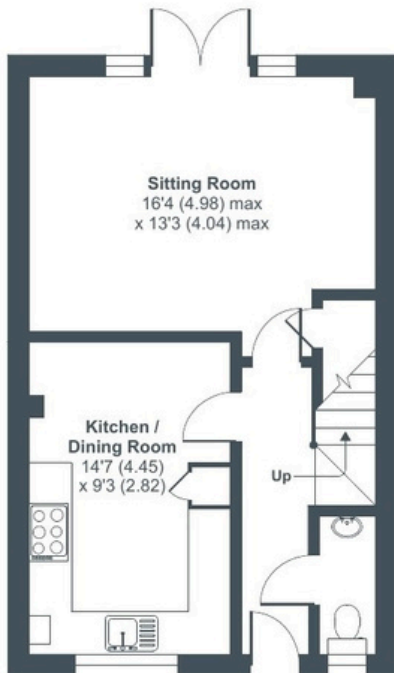 Sitting Room
16'4 (4.98) max
x 13'3 (4.04) max
Kitchen /
Dining Room
14'7 (4.45)
x 9'3 (2.82)
Up